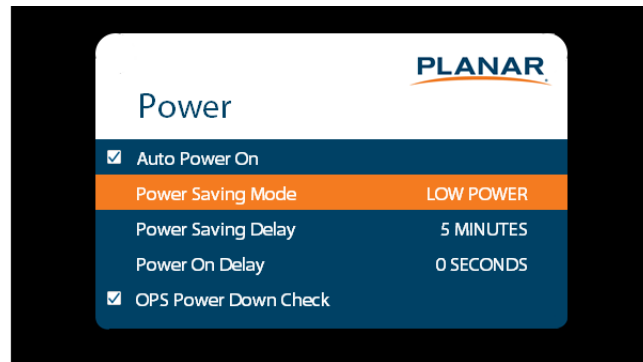 PLANAR
Power
Auto Power On
Power Saving Mode LOW POWER
Power Saving Delay 5 MINUTES
Power On Delay 0 SECONDS
OPS Power Down Check